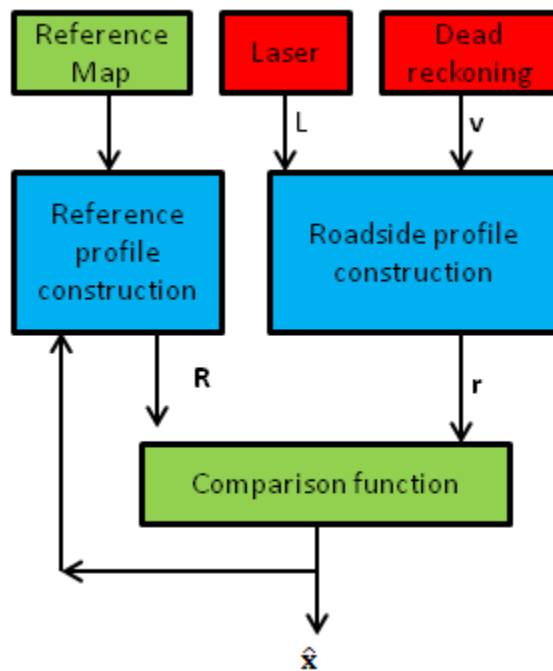 Reference
Map
Laser
Dead
reckoning
L
v
Reference
profile
construction
Roadside profile
construction
R
r
Comparison function
x̂